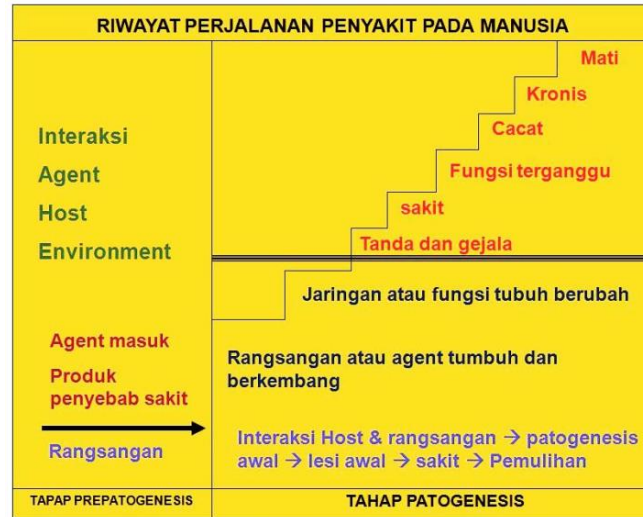 RIWAYAT PERJALANAN PENYAKIT PADA MANUSIA
Interaksi
Agent
Host
Environment
Agent masuk
Produk
penyebab sakit
Rangsangan
TAPAP PREPATOGENESIS
Mati
Kronis
Cacat
Fungsi terganggu
sakit
Tanda dan gejala
Jaringan atau fungsi tubuh berubah
Rangsangan atau agent tumbuh dan
berkembang
Interaksi Host & rangsangan → patogenesis
awal → lesi awal → sakit → Pemulihan
TAHAP PATOGENESIS